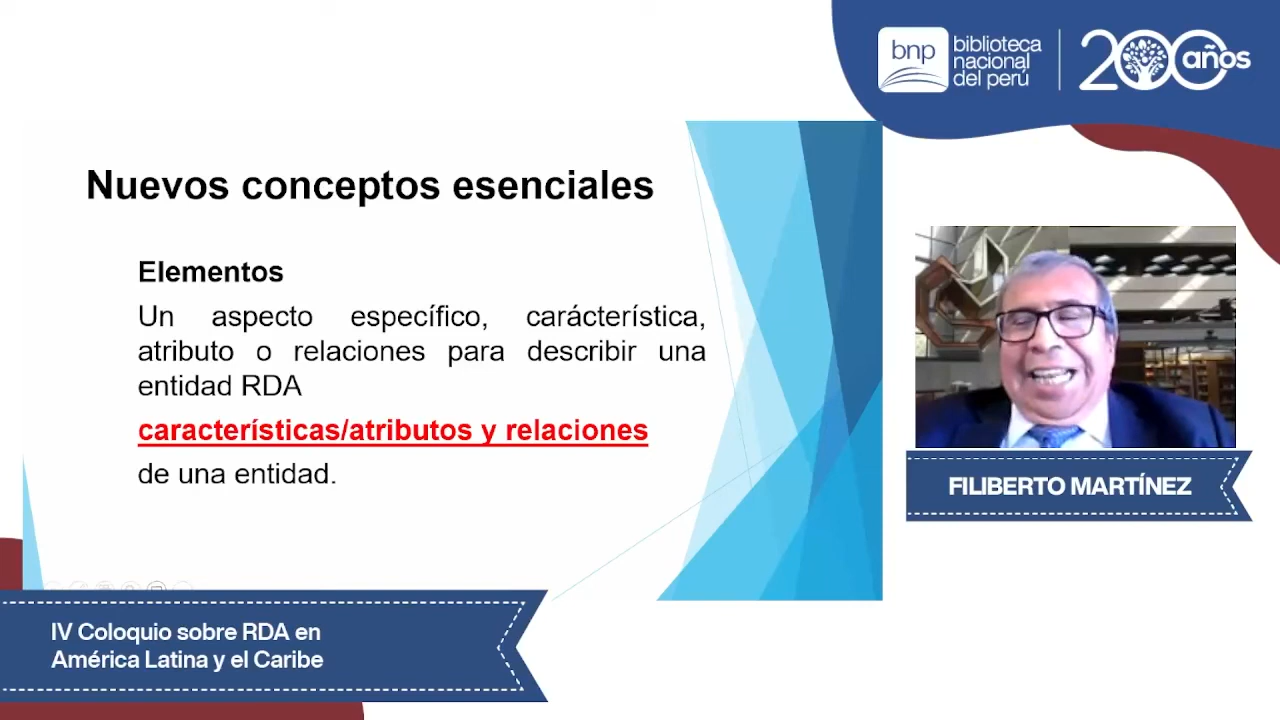 bnp
biblioteca
nacional
del perú
200 años
Nuevos conceptos esenciales
Elementos
Un aspecto específico, carácterística,
atributo o relaciones para describir una
entidad RDA
características/atributos y relaciones
de una entidad.
FILIBERTO MARTÍNEZ
IV Coloquio sobre RDA en
América Latina y el Caribe